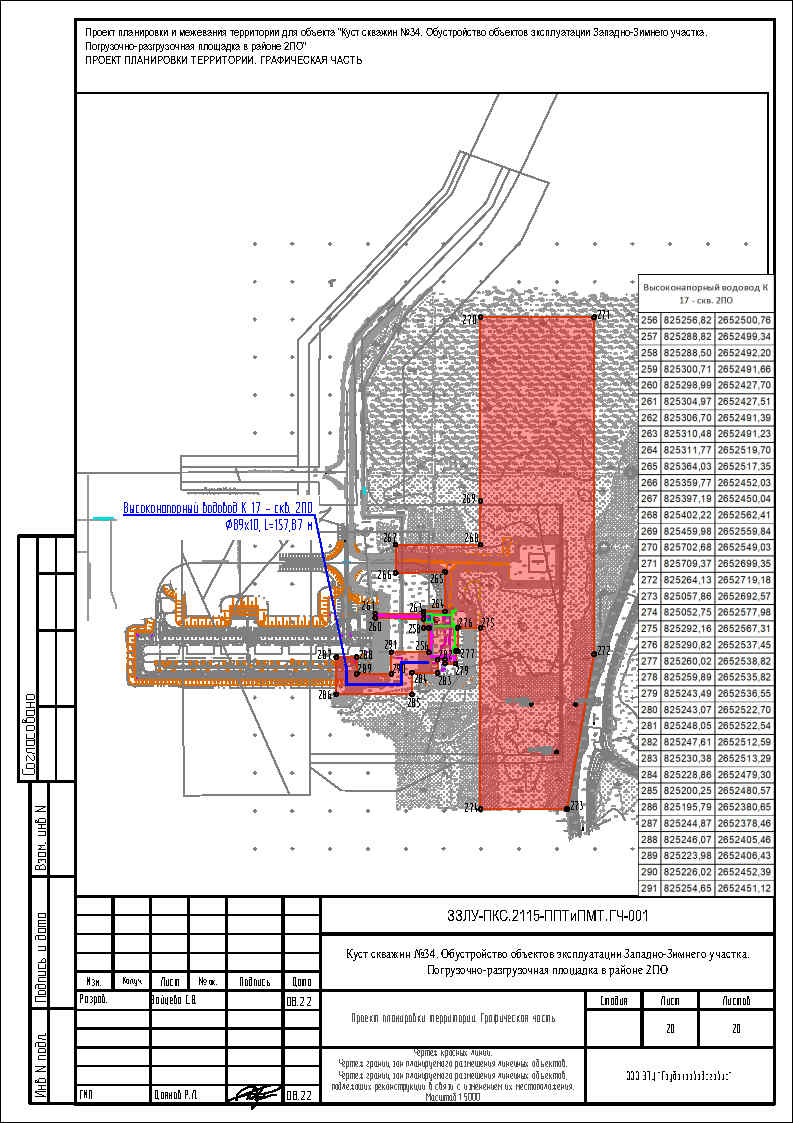 Проект планировки и межевания территории для объекта "Куст скважин №34. Обустройство объектов эксплуатации Западно-Зимнего участка.
Погрузочно-разгрузочная площадка в районе 2ПО"
ПРОЕКТ ПЛАНИРОВКИ ТЕРРИТОРИИ. ГРАФИЧЕСКАЯ ЧАСТЬ
Высоконапорный водовод К
17 - скв. 2ПО
256 825256,82 2652500,76
257 825288,82 2652499,34
258 825288,50 2652492,20
259 825300,71 2652491,66
260 825298,99 2652427,70
261 825304,97 2652427,51
262 825306,70 2652491,39
263 825310,48 2652491,23
264 825311,77 2652519,70
265 825364,03 2652517,35
266 825359,77 2652452,03
267 825397,19 2652450,04
268 825402,22 2652562,41
269 825459,98 2652559,84
270 825702,68 2652549,03
271 825709,37 2652699,35
272 825264,13 2652719,18
273 825057,86 2652692,57
274 825052,75 2652577,98
275 825292,16 2652567,31
276 825290,82 2652537,45
277 825260,02 2652538,82
278 825259,89 2652535,82
279 825243,49 2652536,55
280 825243,07 2652522,70
281 825248,05 2652522,54
282 825247,61 2652512,59
283 825230,38 2652513,29
284 825228,86 2652479,30
285 825200,25 2652480,57
286 825195,79 2652380,65
287 825244,87 2652378,46
288 825246,07 2652405,46
289 825223,98 2652406,43
290 825226,02 2652452,39
291 825254,65 2652451,12
270
271
269
Высоконапорный водовод К 17 - скв. 2ПО
Ø89х10, L=157,87 м
267
268
266
265
261
263
264
260
258
276
275
291
256
277
272
287
288
289
290
284
283
279
286
285
274
273
Согласовано
Взам. инв N
Подпись и дата
Инв N подл.
ЗЗЛУ-ПКС.2115-ППТиПМТ.ГЧ-001
Куст скважин №34. Обустройство объектов эксплуатации Западно-Зимнего участка.
Погрузочно-разгрузочная площадка в районе 2ПО
Изм. Колуч. Лист № ок. Подпись Дата
Разраб. Зайцева С.В. 08.22
Проект планировки территории. Графическая часть
Стадия Лист Листов
20 20
Чертеж красных линий.
Чертеж границ зон планируемого размещения линейных объектов.
Чертеж границ зон планируемого размещения линейных объектов,
подлежащих реконструкции в связи с изменением их местоположения.
Масштаб 1:5000
ГИП Р.Л. 08.22